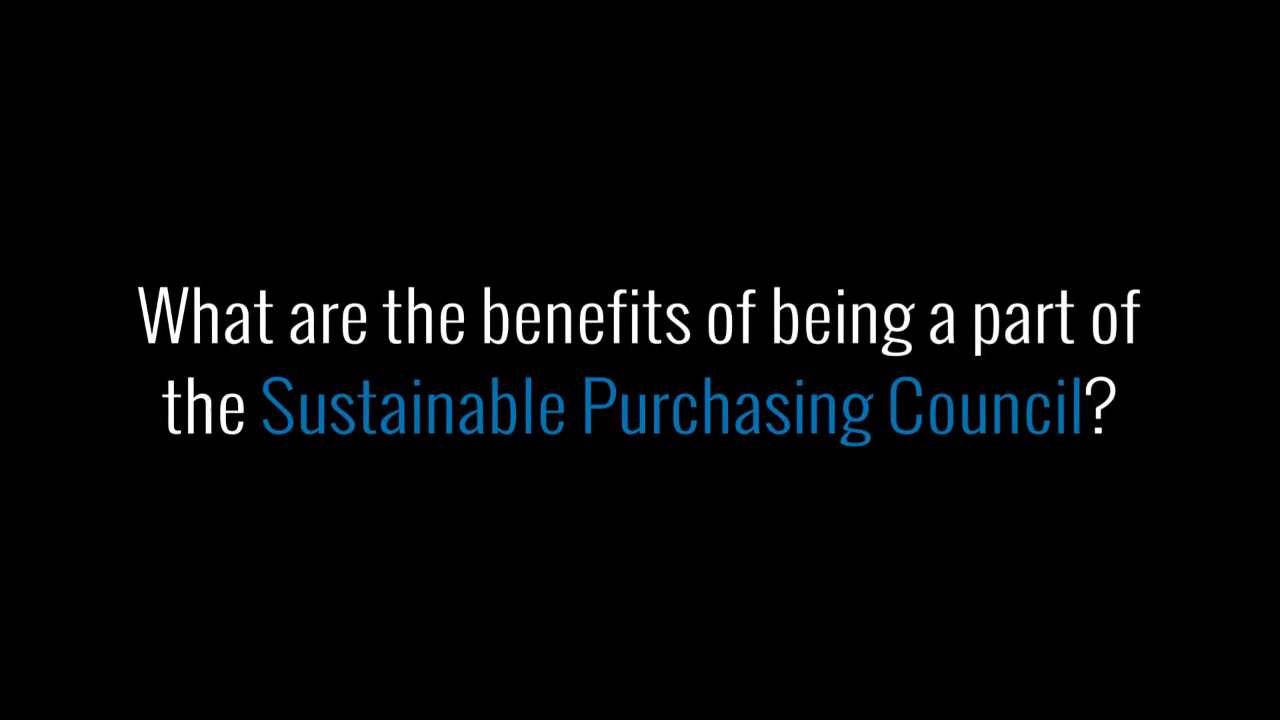 What are the benefits of being a part of
the Sustainable Purchasing Council?